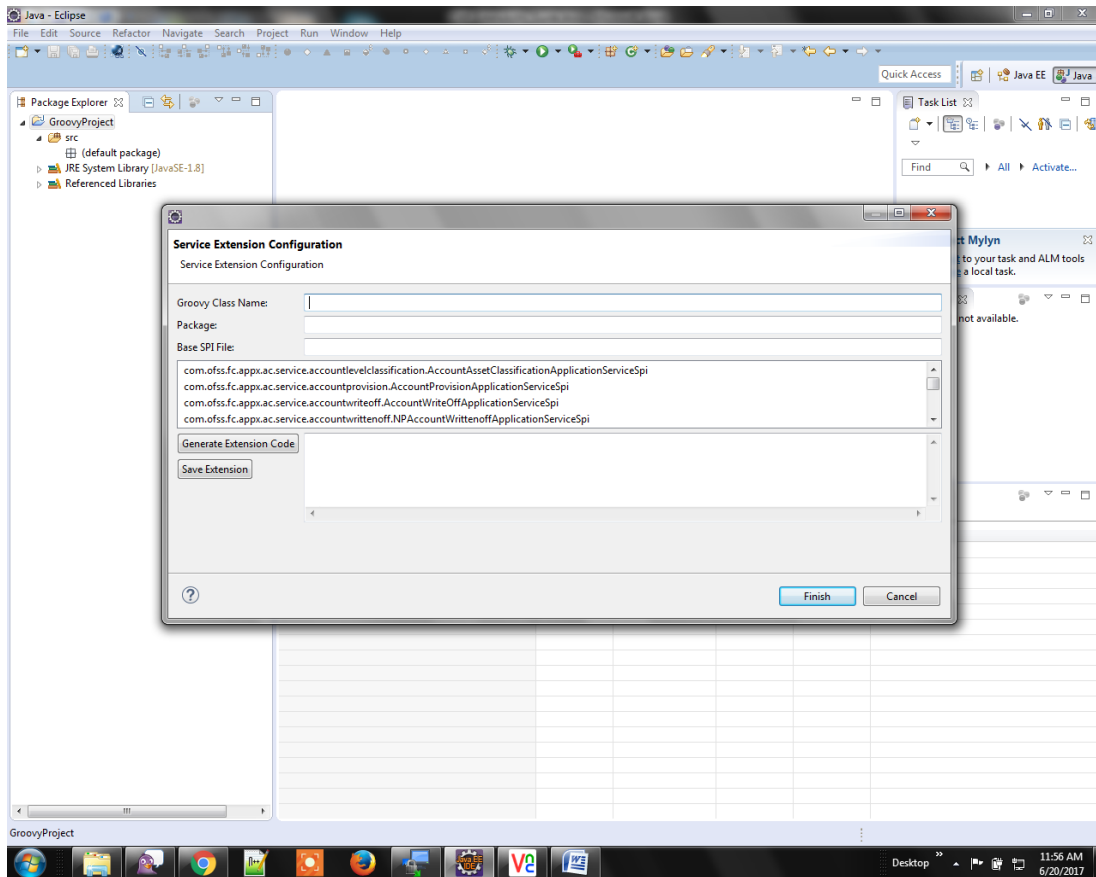 Java - Eclipse
File Edit Source Refactor Navigate Search Project Run Window Help
Quick Access
Java EE
Java
Package Explorer
GroovyProject
src
(default package)
JRE System Library [JavaSE-1.8]
Referenced Libraries
Task List
Find
All
Activate...
Service Extension Configuration
Service Extension Configuration
Groovy Class Name:
Package:
Base SPI File:
com.ofss.fc.appx.ac.service.accountlevelclassification.AccountAssetClassificationApplicationServiceSpi
com.ofss.fc.appx.ac.service.accountprovision.AccountProvisionApplicationServiceSpi
com.ofss.fc.appx.ac.service.accountwriteoff.AccountWriteOffApplicationServiceSpi
com.ofss.fc.appx.ac.service.accountwrittenoff.NPAccountWrittenoffApplicationServiceSpi
Generate Extension Code
Save Extension
Finish
Cancel
Mylyn
to your task and ALM tools
a local task.
not available.
GroovyProject
Java EE
IDE
Desktop
11:56 AM
6/20/2017